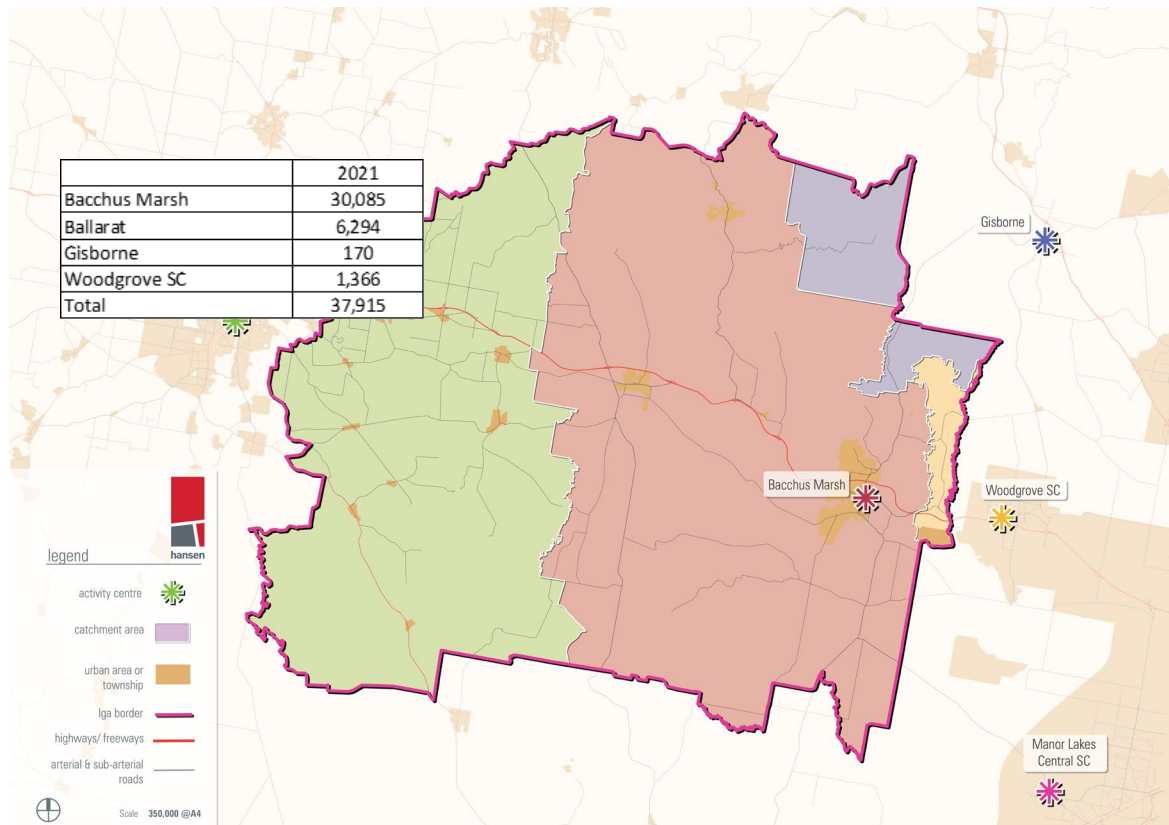 2021
Bacchus Marsh 30,085
Ballarat 6,294
Gisborne 170
Woodgrove SC 1,366
Total 37,915
Gisborne
Bacchus Marsh
Woodgrove SC
Manor Lakes
Central SC
hansen
legend
activity centre
catchment area
urban area or
township
lga border
highways/ freeways
arterial & sub-arterial
roads
Scale 350,000 @A4